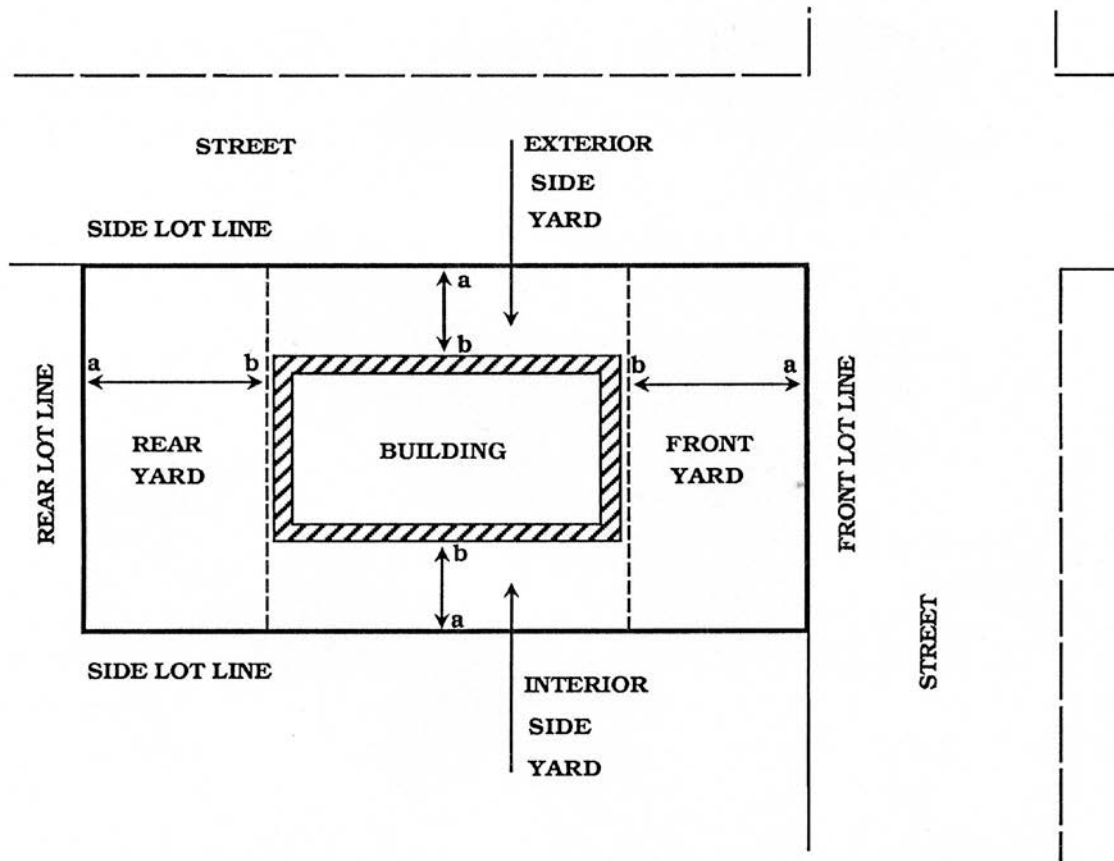 STREET
EXTERIOR
SIDE
YARD
SIDE LOT LINE
a
b
a
b
b
a
REAR LOT LINE
REAR
YARD
BUILDING
FRONT
YARD
FRONT LOT LINE
b
a
SIDE LOT LINE
INTERIOR
SIDE
YARD
STREET